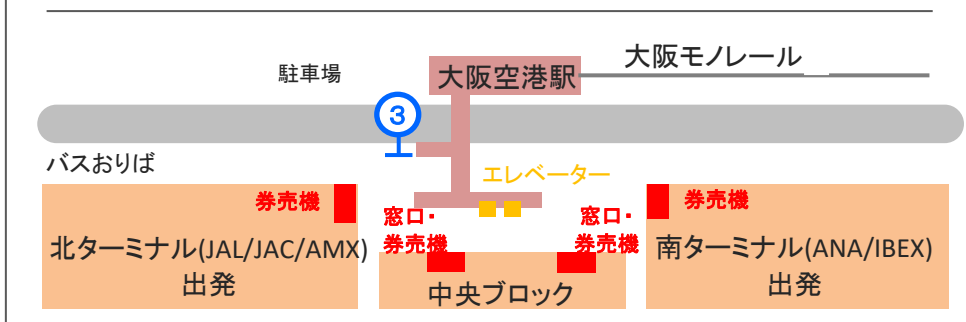 大阪モノレール
駐車場
大阪空港駅
③
バスおりば
エレベーター
券売機
券売機
窓口・
券売機
窓口・
券売機
北ターミナル(JAL/JAC/AMX)
出発
南ターミナル(ANA/IBEX)
出発
中央ブロック